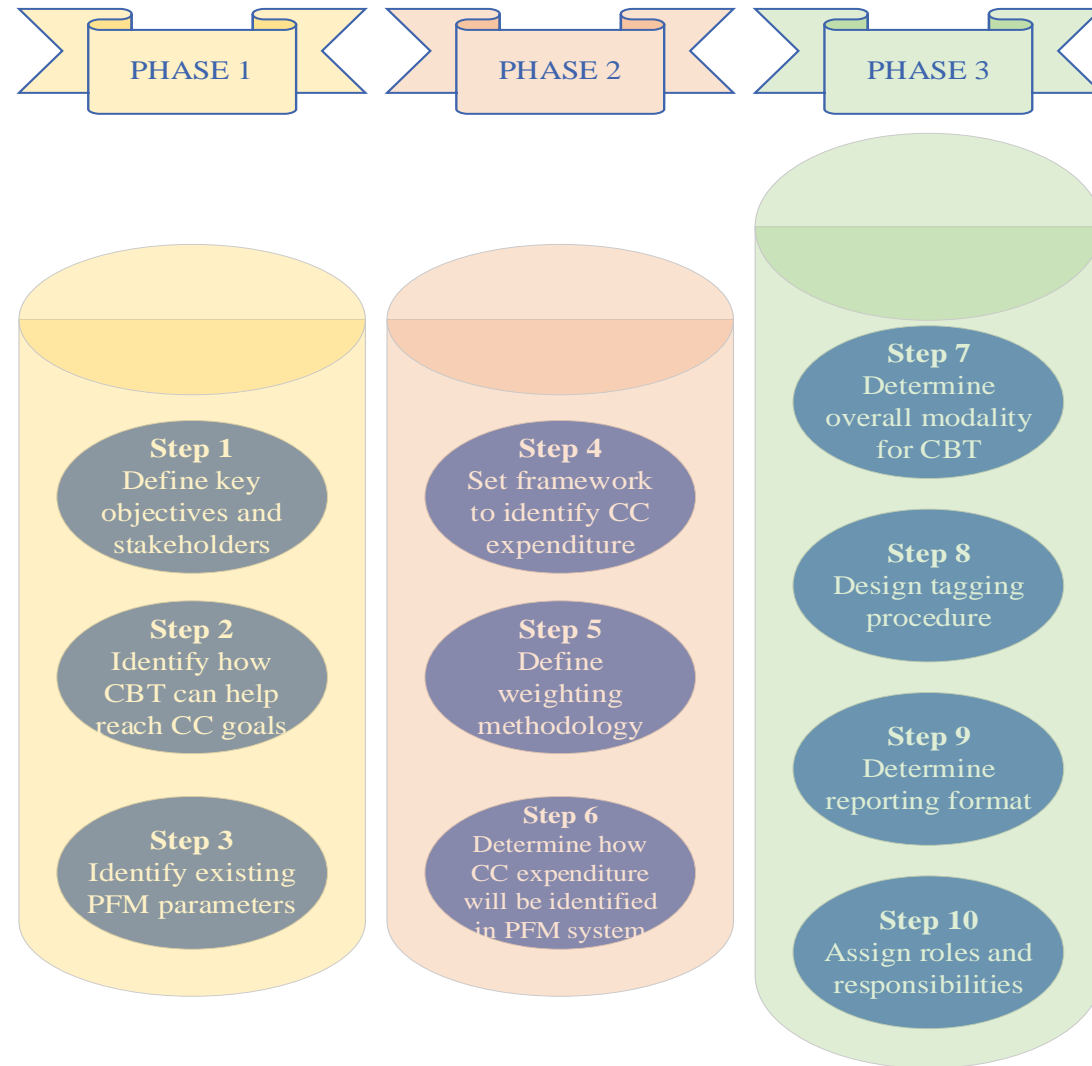 PHASE 1
PHASE 2
PHASE 3
Step 1
Define key
objectives and
stakeholders
Step 2
Identify how
CBT can help
reach CC goals
Step 3
Identify existing
PFM parameters
Step 4
Set framework
to identify CC
expenditure
Step 5
Define
weighting
methodology
Step 6
Determine how
CC expenditure
will be identified
in PFM system
Step 7
Determine
overall modality
for CBT
Step 8
Design tagging
procedure
Step 9
Determine
reporting format
Step 10
Assign roles and
responsibilities